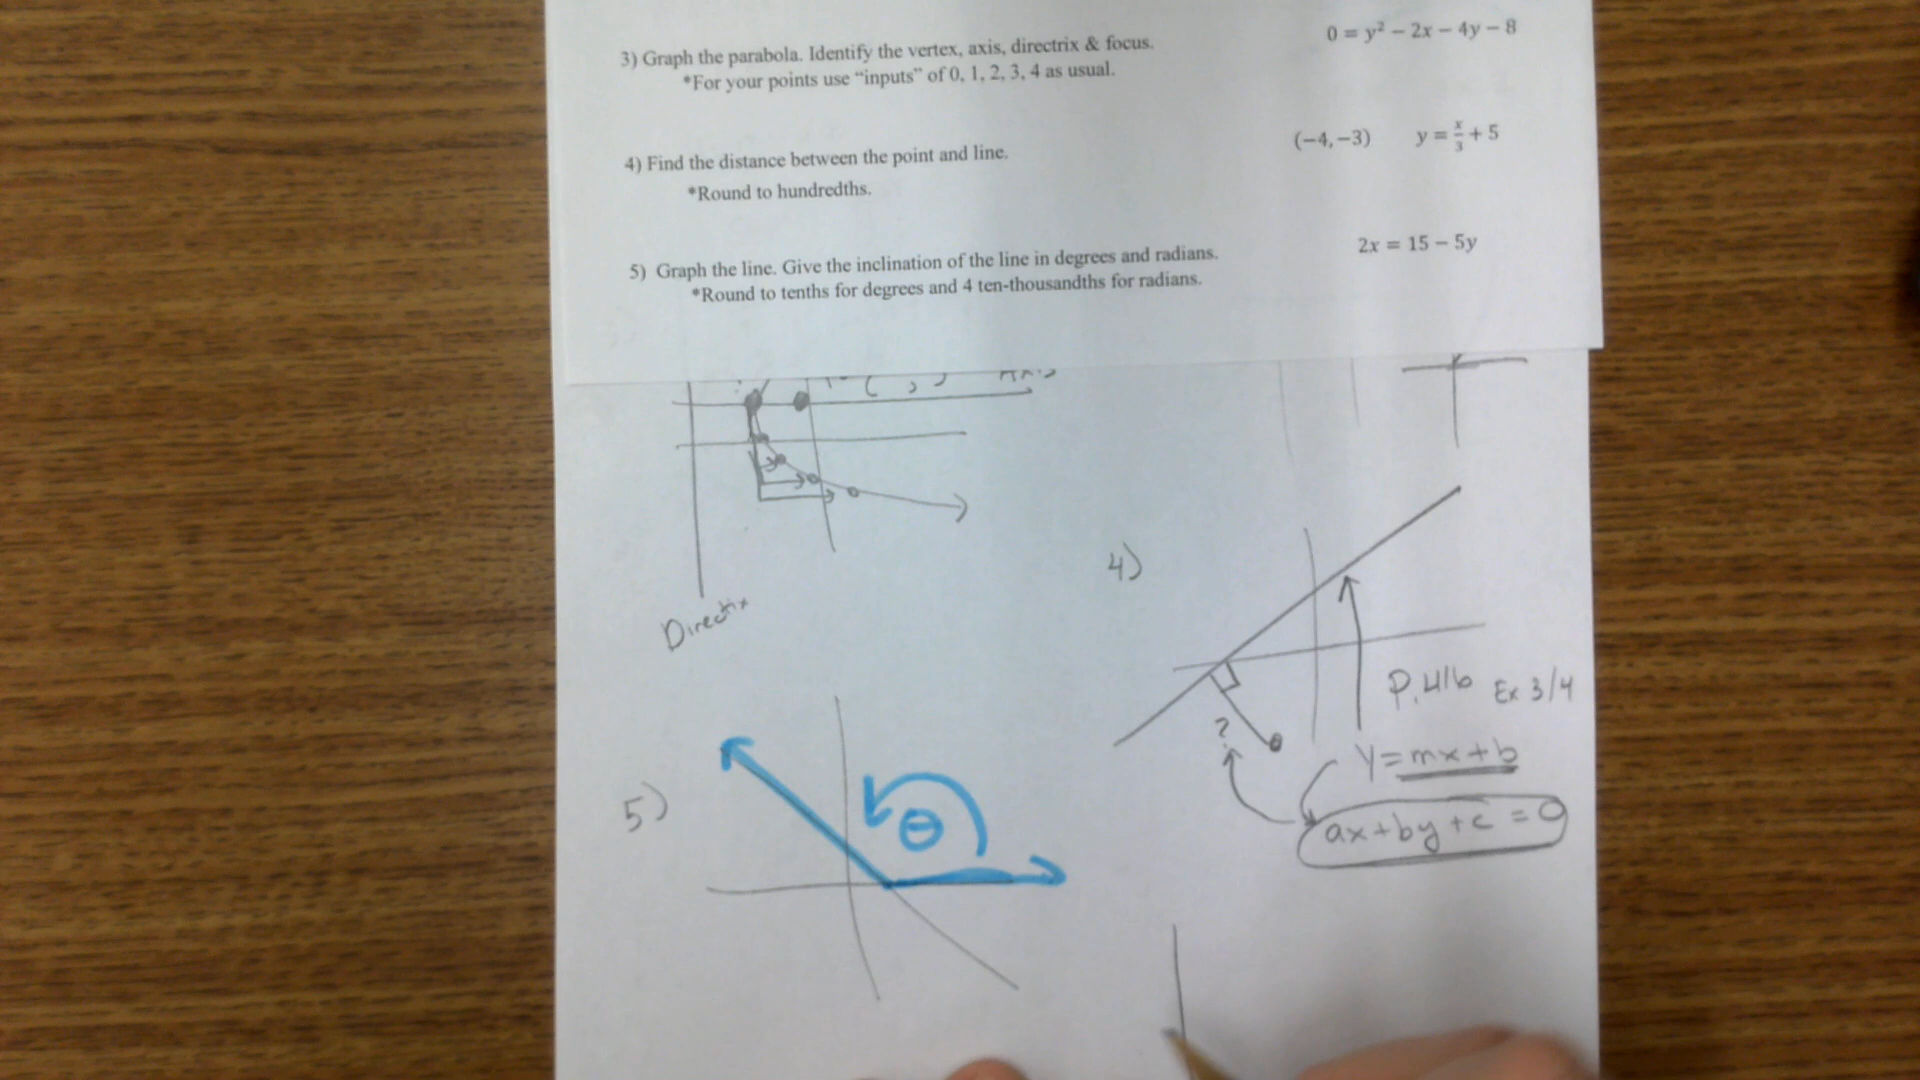 3) Graph the parabola. Identify the vertex, axis, directrix & focus. 0 = y² − 2x − 4y − 8
*For your points use “inputs” of 0, 1, 2, 3, 4 as usual.
4) Find the distance between the point and line. (−4, −3) y = x/3 + 5
*Round to hundredths.
5) Graph the line. Give the inclination of the line in degrees and radians. 2x = 15 − 5y
*Round to tenths for degrees and 4 ten-thousandths for radians.
Directrix
4)
?
P. 416 Ex 3/4
y = mx + b
ax + by + c = 0
5)
θ